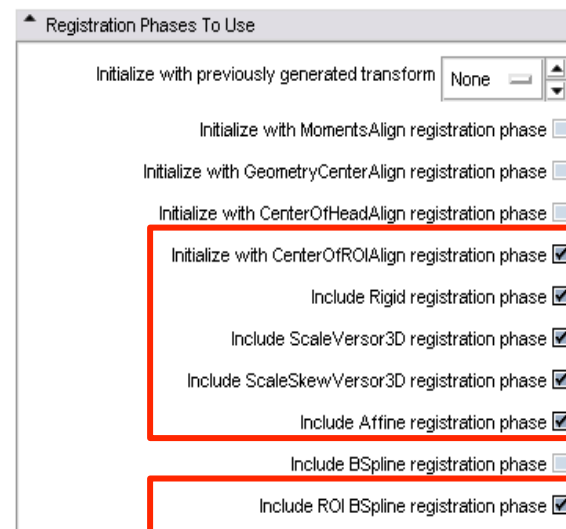 Registration Phases To Use
Initialize with previously generated transform None
Initialize with MomentsAlign registration phase
Initialize with GeometryCenterAlign registration phase
Initialize with CenterOfHeadAlign registration phase
Initialize with CenterOfROIAlign registration phase
Include Rigid registration phase
Include ScaleVersor3D registration phase
Include ScaleSkewVersor3D registration phase
Include Affine registration phase
Include BSpline registration phase
Include ROI BSpline registration phase